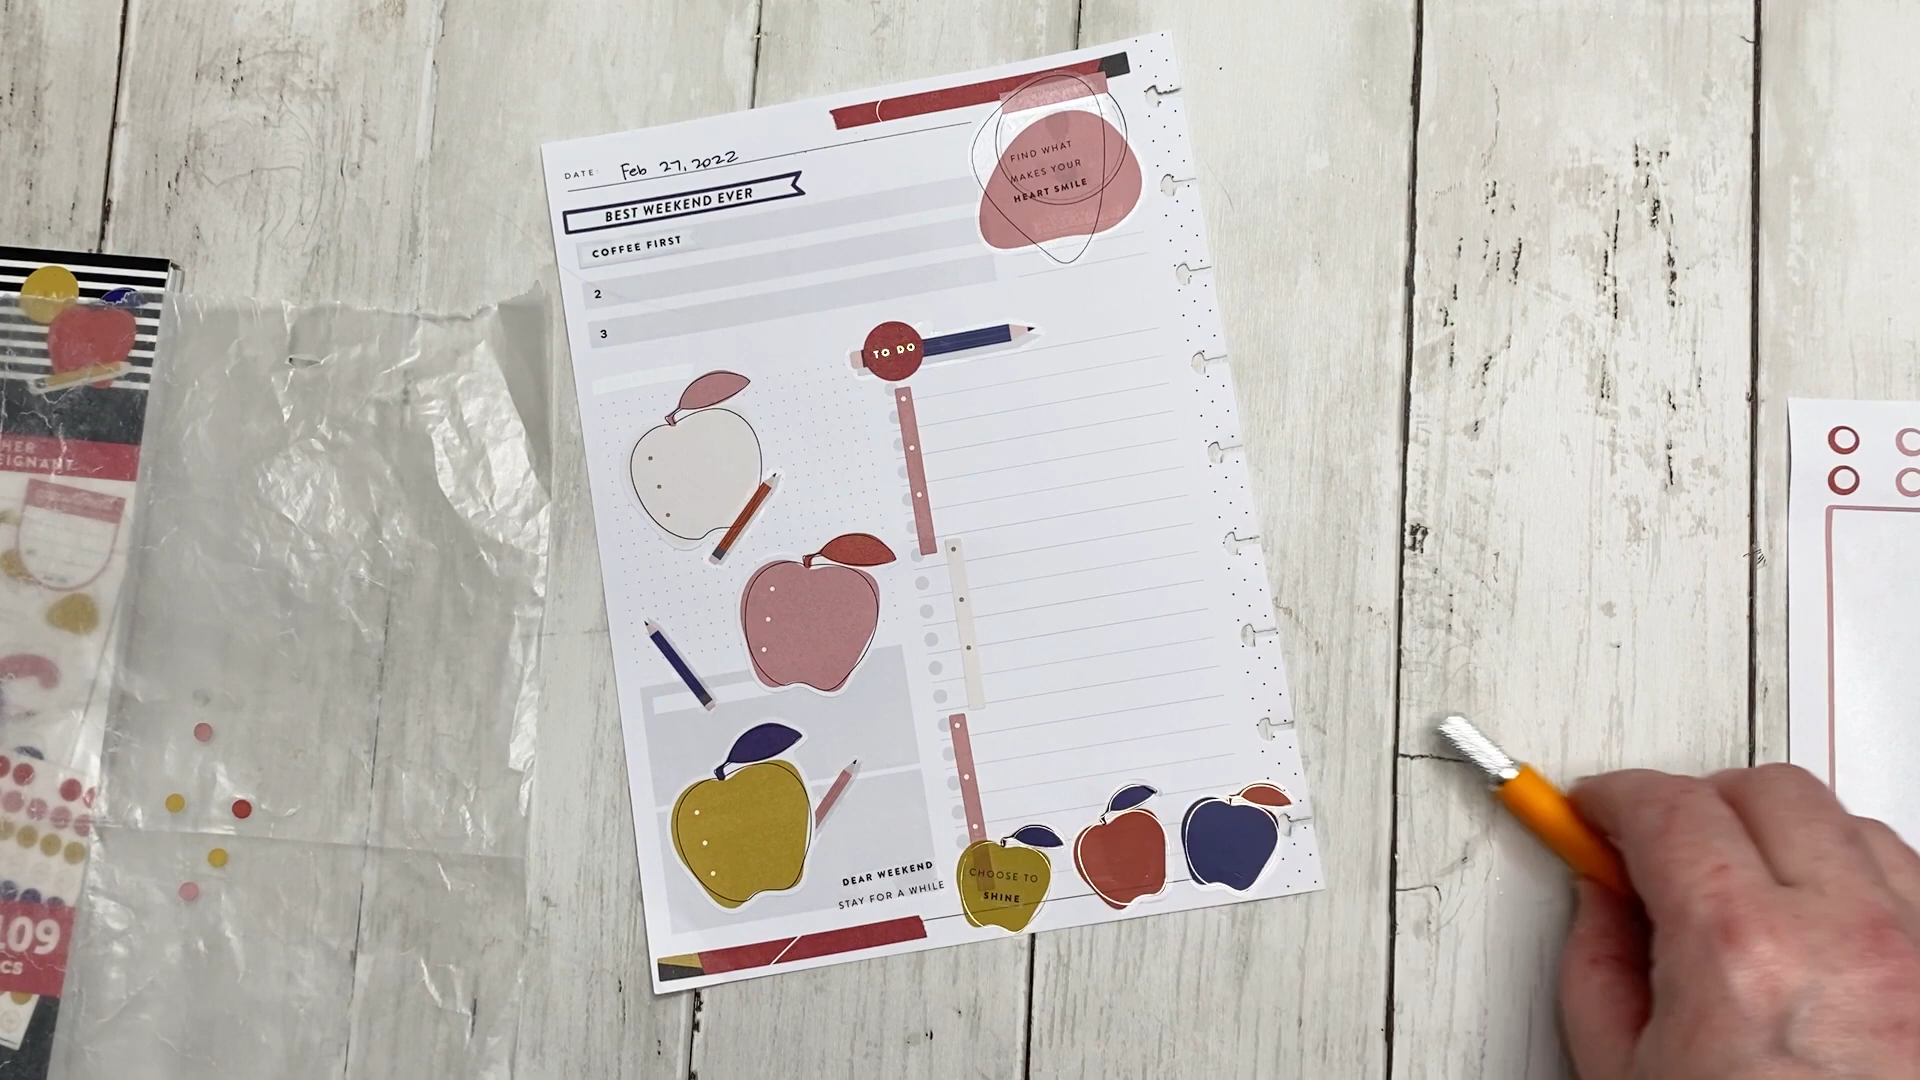 DATE: Feb 27, 2022
BEST WEEKEND EVER
COFFEE FIRST
2
3
FIND WHAT
MAKES YOUR
HEART SMILE
TO DO
DEAR WEEKEND
STAY FOR A WHILE
CHOOSE TO
SHINE
109